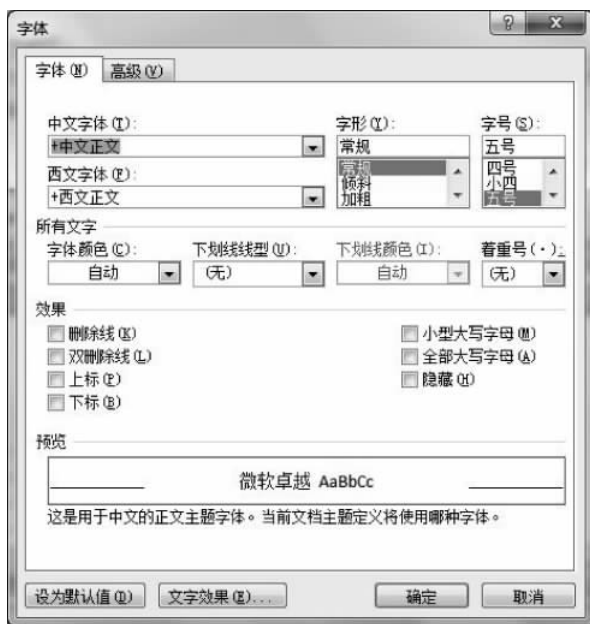 字体
字体(N) 高级(V)
中文字体(T): 字形(Y): 字号(S):
+中文正文 常规 五号
西文字体(F): 常规 四号
+西文正文 倾斜 小四
加粗 五号
所有文字
字体颜色(C): 下划线线型(U): 下划线颜色(I): 着重号(·):
自动 (无) 自动 (无)
效果
删除线(K) 小型大写字母(M)
双删除线(L) 全部大写字母(A)
上标(P) 隐藏(H)
下标(B)
预览
微软卓越 AaBbCc
这是用于中文的正文主题字体。当前文档主题定义将使用哪种字体。
设为默认值(D) 文字效果(E)... 确定 取消